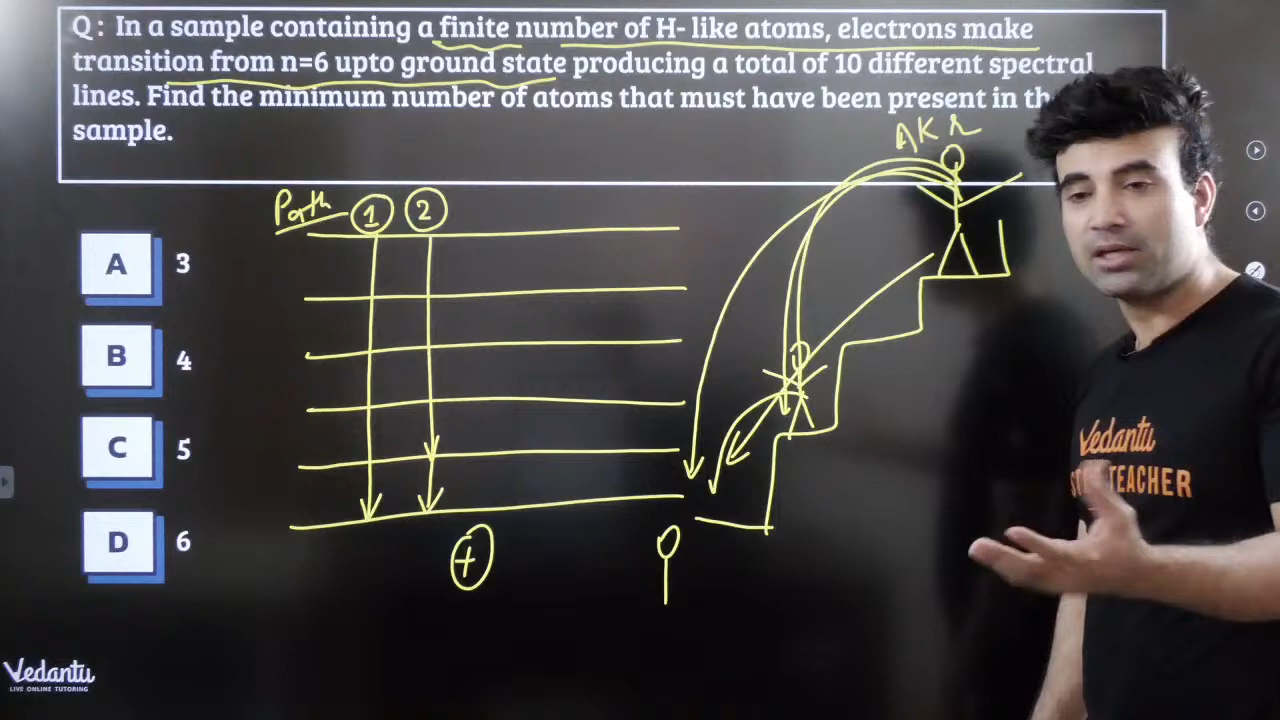 Q: In a sample containing a finite number of H- like atoms, electrons make
transition from n=6 upto ground state producing a total of 10 different spectral
lines. Find the minimum number of atoms that must have been present in th
sample.
AKR
Path 1 2
A 3
B 4
C 5
D 6
+
Vedantu
TEACHER
Vedantu
LIVE ONLINE TUTORING